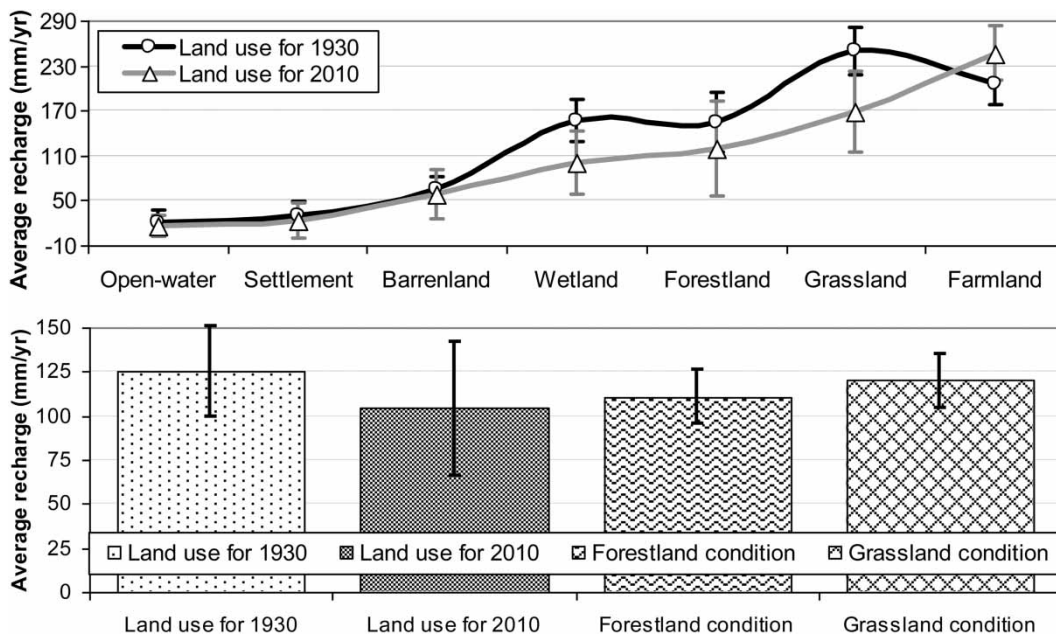 Average recharge (mm/yr)
290
230
170
110
50
-10
Land use for 1930
Land use for 2010
Open-water Settlement Barrenland Wetland Forestland Grassland Farmland
Average recharge (mm/yr)
150
125
100
75
50
25
0
Land use for 1930 Land use for 2010 Forestland condition Grassland condition
Land use for 1930 Land use for 2010 Forestland condition Grassland condition